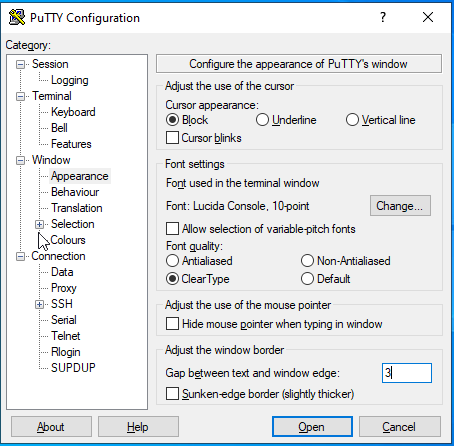 PuTTY Configuration
?
Category:
Session
Logging
Terminal
Keyboard
Bell
Features
Window
Appearance
Behaviour
Translation
Selection
Colours
Connection
Data
Proxy
SSH
Serial
Telnet
Rlogin
SUPDUP
Configure the appearance of PuTTY's window
Adjust the use of the cursor
Cursor appearance:
Block Underline Vertical line
Cursor blinks
Font settings
Font used in the terminal window
Font: Lucida Console, 10-point Change...
Allow selection of variable-pitch fonts
Font quality:
Antialiased Non-Antialiased
ClearType Default
Adjust the use of the mouse pointer
Hide mouse pointer when typing in window
Adjust the window border
Gap between text and window edge: 3
Sunken-edge border (slightly thicker)
About Help Open Cancel